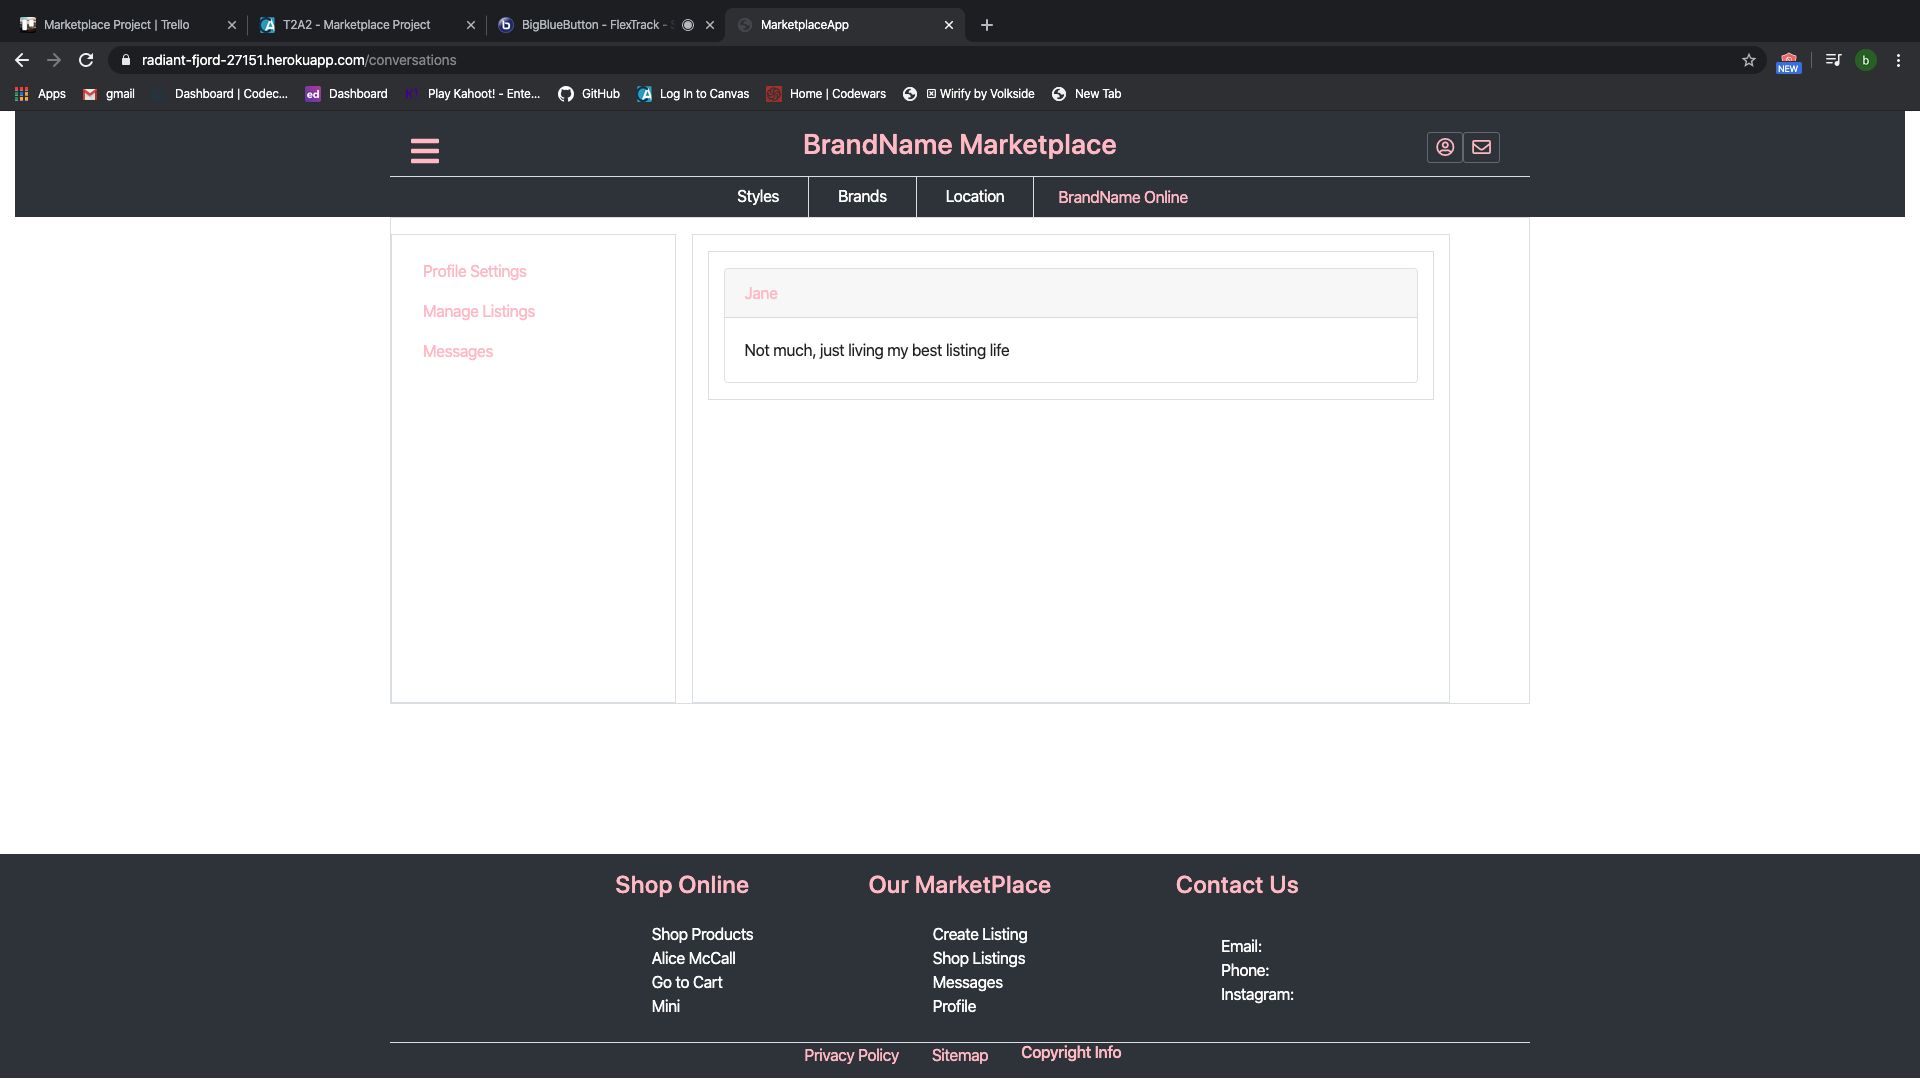 Marketplace Project | Trello
T2A2 - Marketplace Project
BigBlueButton - FlexTrack -
MarketplaceApp
radiant-fjord-27151.herokuapp.com/conversations
NEW
b
Apps
gmail
Dashboard | Codec...
ed
Dashboard
K!
Play Kahoot! - Ente...
GitHub
Log In to Canvas
Home | Codewars
Wirify by Volkside
New Tab
BrandName Marketplace
Styles
Brands
Location
BrandName Online
Profile Settings
Manage Listings
Messages
Jane
Not much, just living my best listing life
Shop Online
Shop Products
Alice McCall
Go to Cart
Mini
Our MarketPlace
Create Listing
Shop Listings
Messages
Profile
Contact Us
Email:
Phone:
Instagram:
Privacy Policy
Sitemap
Copyright Info